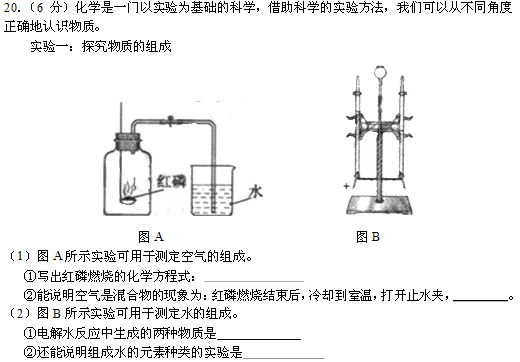 20.（6 分）化学是一门以实验为基础的科学，借助科学的实验方法，我们可以从不同角度
正确地认识物质。
实验一：探究物质的组成
红磷
水
+
图 A
图 B
（1）图 A 所示实验可用于测定空气的组成。
①写出红磷燃烧的化学方程式：
②能说明空气是混合物的现象为：红磷燃烧结束后，冷却到室温，打开止水夹，________。
（2）图 B 所示实验可用于测定水的组成。
①电解水反应中生成的两种物质是
②还能说明组成水的元素种类的实验是